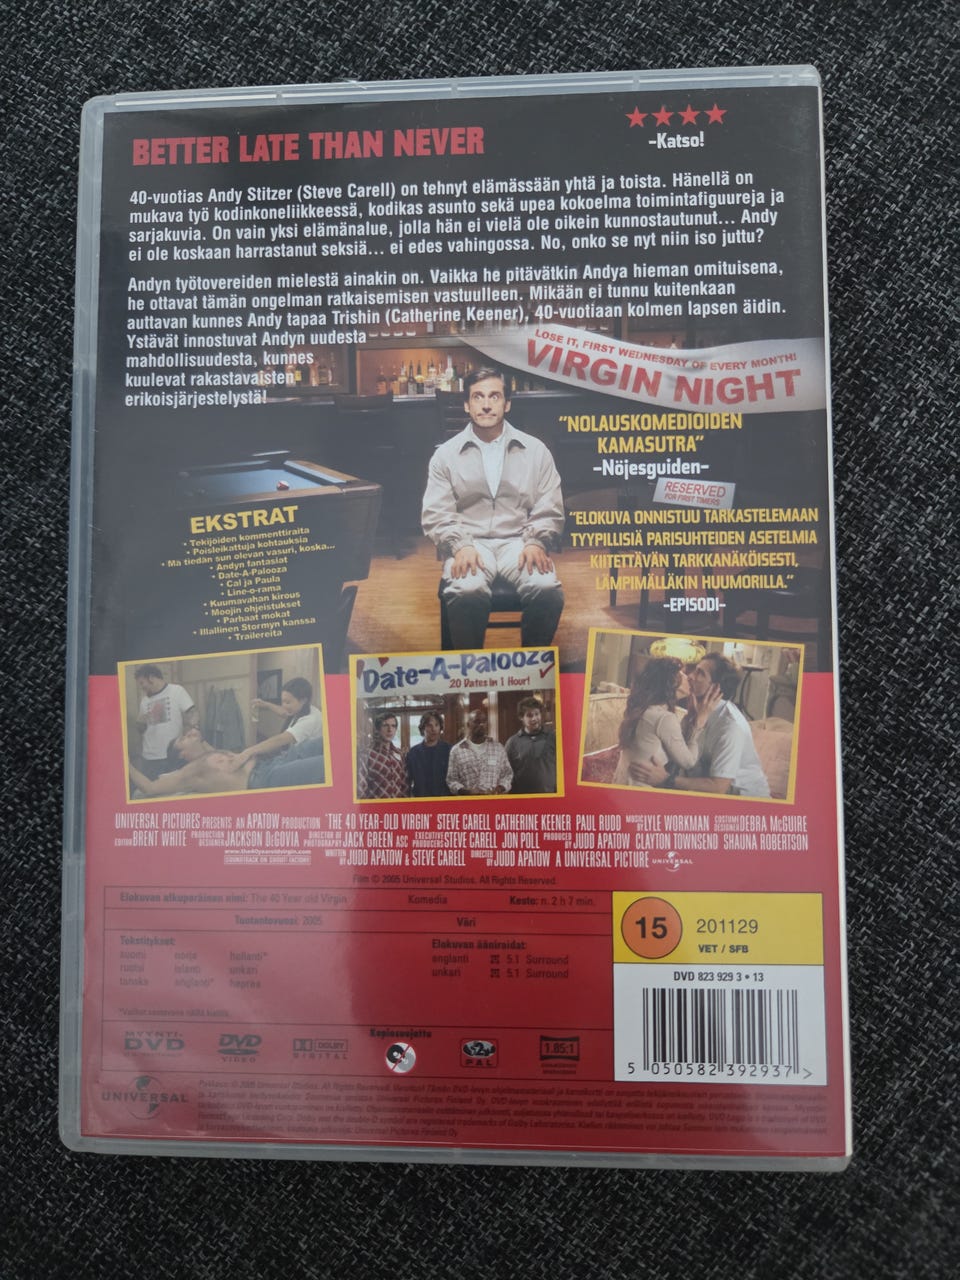 BETTER LATE THAN NEVER
★★★★
-Katso!
40-vuotias Andy Stitzer (Steve Carell) on tehnyt elämässään yhtä ja toista. Hänellä on
mukava työ kodinkoneliikkeessä, kodikas asunto sekä upea kokoelma toimintafiguureja ja
sarjakuvia. On vain yksi elämänalue, jolla hän ei vielä ole oikein kunnostautunut... Andy
ei ole koskaan harrastanut seksiä... ei edes vahingossa. No, onko se nyt niin iso juttu?
Andyn työtovereiden mielestä ainakin on. Vaikka he pitävätkin Andya hieman omituisena,
he ottavat tämän ongelman ratkaisemisen vastuulleen. Mikään ei tunnu kuitenkaan
auttavan kunnes Andy tapaa Trishin (Catherine Keener), 40-vuotiaan kolmen lapsen äidin.
Ystävät innostuvat Andyn uudesta
mahdollisuudesta, kunnes
kuulevat rakastavaisten
erikoisjärjestelystä!
LOSE IT, FIRST WEDNESDAY OF EVERY MONTH!
VIRGIN NIGHT
"NOLAUSKOMEDIOIDEN
KAMASUTRA"
-Nöjesguiden-
RESERVED
FOR FIRST TIMERS
"ELOKUVA ONNISTUU TARKASTELEMAAN
TYYPILLISIÄ PARISUHTEIDEN ASETELMIA
KIITETTÄVÄN TARKKANÄKÖISESTI,
LÄMPIMÄLLÄKIN HUUMORILLA."
-EPISODI-
EKSTRAT
• Tekijöiden kommenttiraita
• Poisleikattuja kohtauksia
• Mä tiedän sun olevan vasuri, koska...
• Andyn fantasiat
• Date-A-Palooza
• Cal ja Paula
• Line-o-rama
• Kuumavahan kirous
• Moojin ohjeistukset
• Parhaat mokat
• Illallinen Stormyn kanssa
• Trailereita
Date-A-Palooza
20 Dates in 1 Hour!
UNIVERSAL PICTURES PRESENTS AN APATOW PRODUCTION "THE 40 YEAR-OLD VIRGIN" STEVE CARELL CATHERINE KEENER PAUL RUDD MUSIC BY LYLE WORKMAN COSTUME DESIGNER DEBRA McGUIRE
EDITOR BRENT WHITE PRODUCTION DESIGNER JACKSON DeGOVIA DIRECTOR OF PHOTOGRAPHY JACK GREEN ASC EXECUTIVE PRODUCERS STEVE CARELL JON POLL PRODUCED BY JUDD APATOW CLAYTON TOWNSEND SHAUNA ROBERTSON
www.the40yearoldvirgin.com
SOUNDTRACK ON SHOUT! FACTORY
WRITTEN BY JUDD APATOW & STEVE CARELL DIRECTED BY JUDD APATOW A UNIVERSAL PICTURE UNIVERSAL
Film © 2005 Universal Studios. All Rights Reserved.
Elokuvan alkuperäinen nimi: The 40 Year old Virgin Komedia Kesto: n. 2 h 7 min.
Tuotantovuosi: 2005 Väri
Tekstitykset:
suomi norja hollanti*
ruotsi islanti unkari
tanska englanti* heprea
Elokuvan ääniraidat:
englanti 5.1 Surround
unkari 5.1 Surround
15
201129
VET / SFB
DVD 823 929 3 • 13
5 050582 392937 >
MYYNTI-
DVD
DVD
VIDEO
DOLBY
DIGITAL
Kopiosuojattu
2
PAL
1.85:1
UNIVERSAL